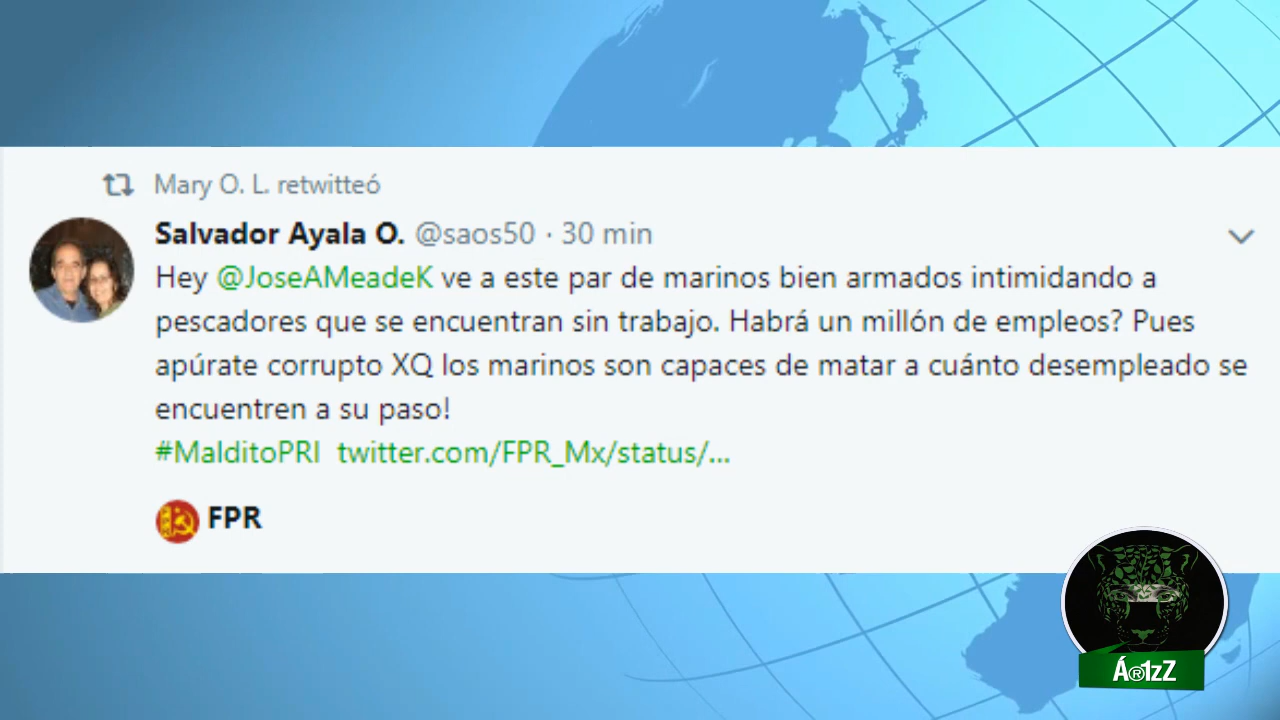 Mary O. L. retwitteó
Salvador Ayala O. @saos50 · 30 min
Hey @JoseAMeadeK ve a este par de marinos bien armados intimidando a
pescadores que se encuentran sin trabajo. Habrá un millón de empleos? Pues
apúrate corrupto XQ los marinos son capaces de matar a cuánto desempleado se
encuentren a su paso!
#MalditoPRI twitter.com/FPR_Mx/status/...
FPR
Á®1zZ